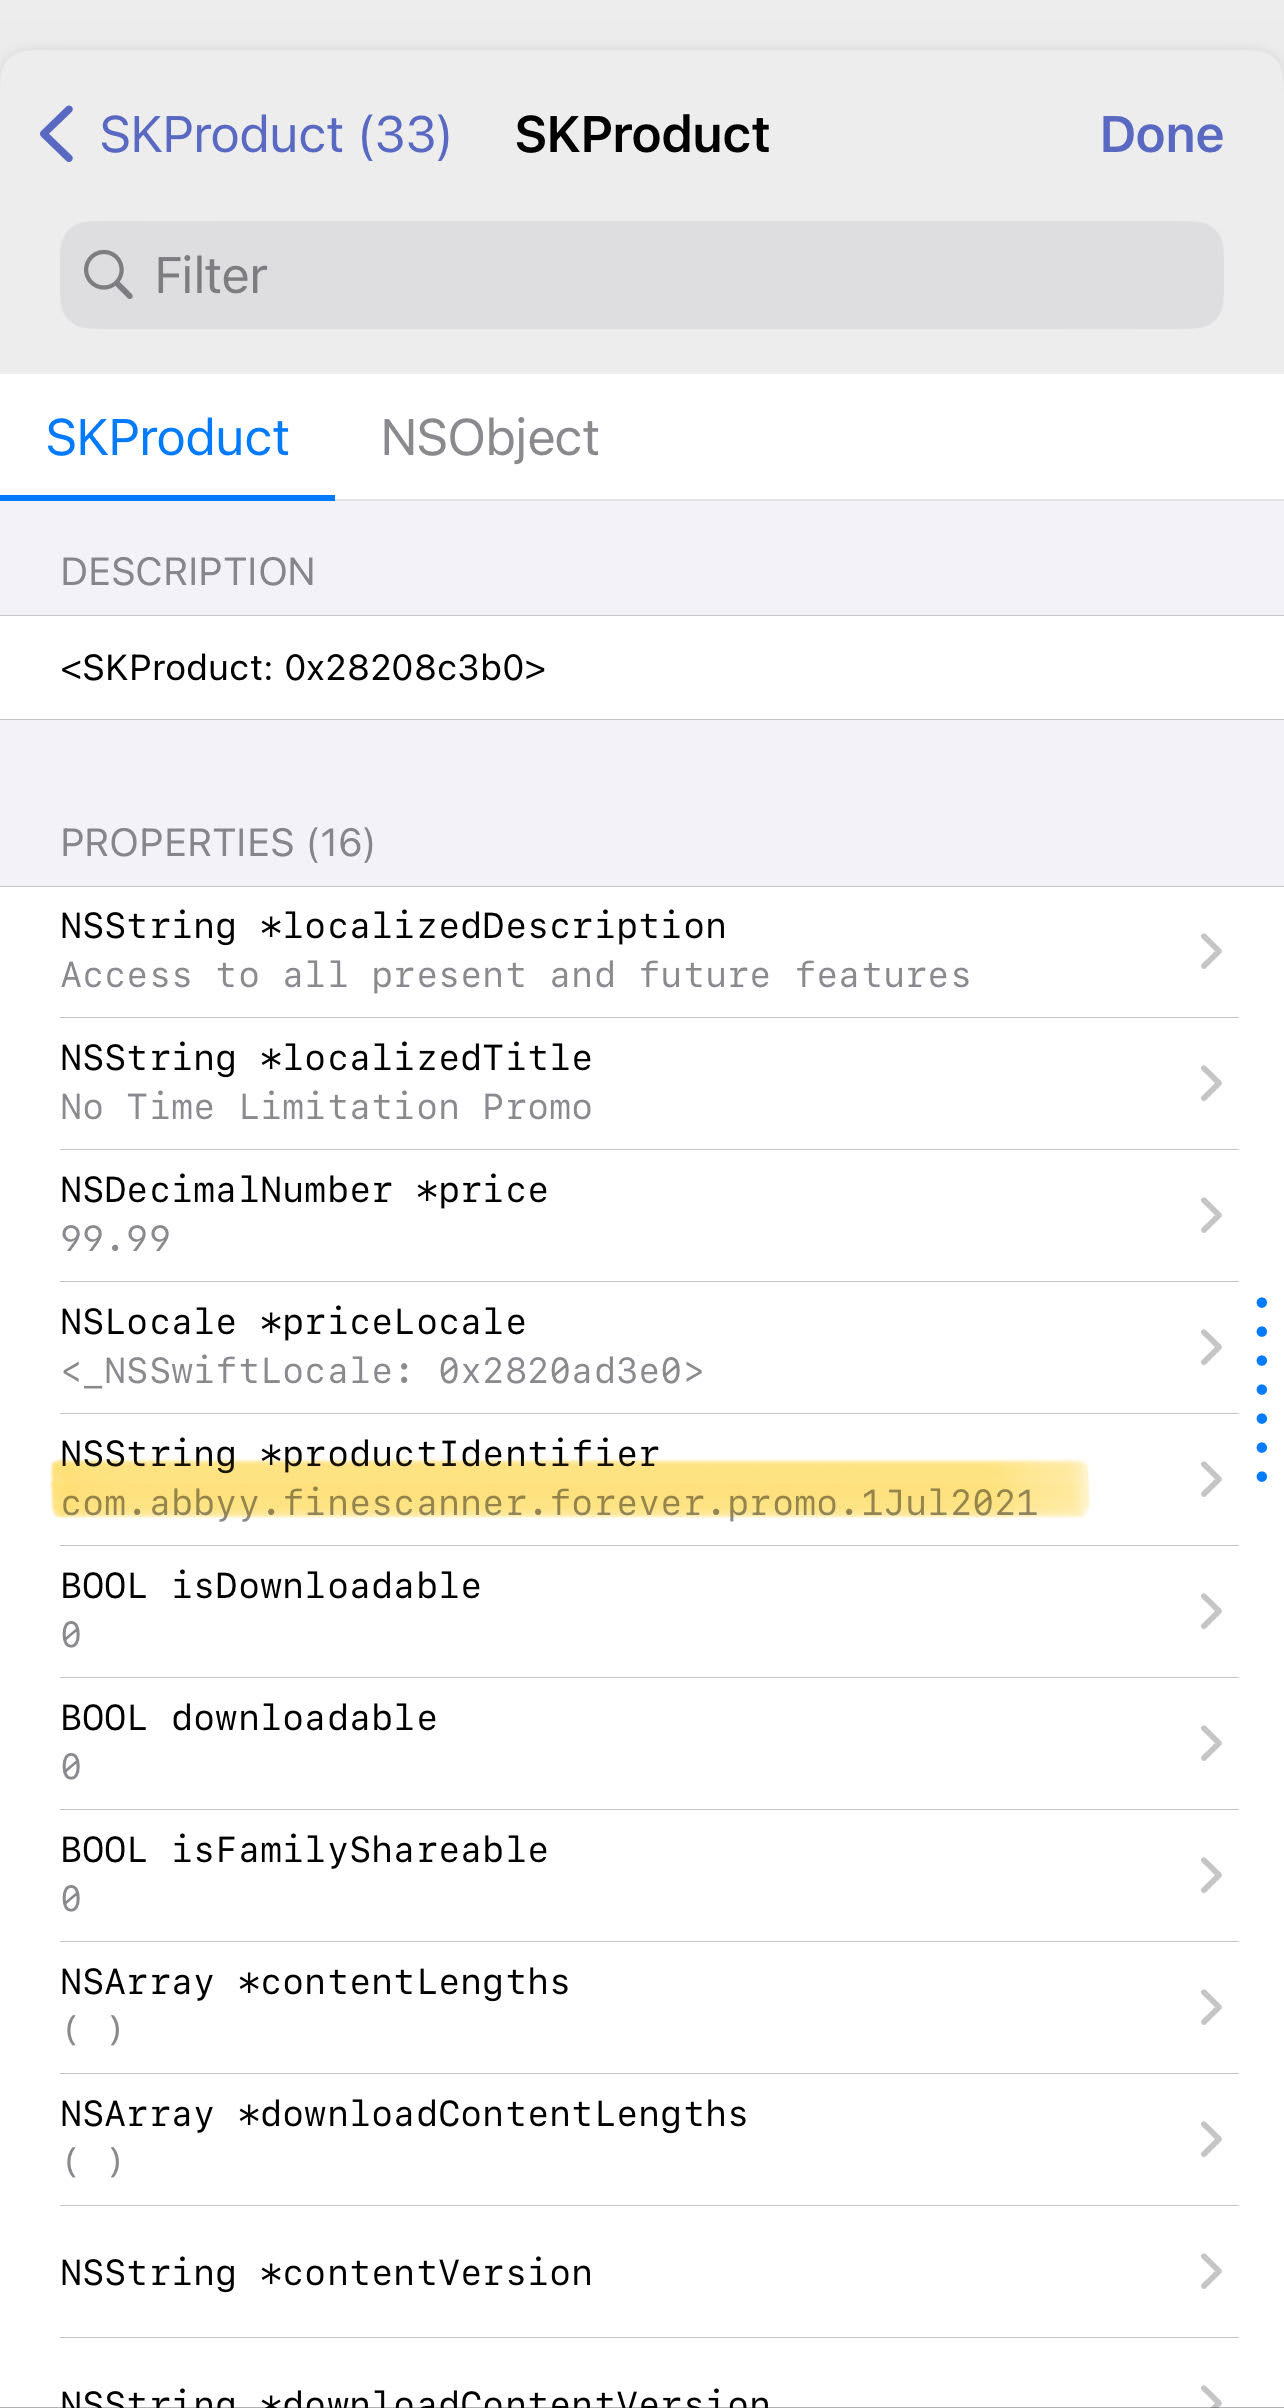 SKProduct (33) SKProduct Done
Filter
SKProduct NSObject
DESCRIPTION
<SKProduct: 0x28208c3b0>
PROPERTIES (16)
NSString *localizedDescription
Access to all present and future features
NSString *localizedTitle
No Time Limitation Promo
NSDecimalNumber *price
99.99
NSLocale *priceLocale
<_NSSwiftLocale: 0x2820ad3e0>
NSString *productIdentifier
com.abbyy.finescanner.forever.promo.1Jul2021
BOOL isDownloadable
0
BOOL downloadable
0
BOOL isFamilyShareable
0
NSArray *contentLengths
( )
NSArray *downloadContentLengths
( )
NSString *contentVersion
NSString *downloadContentVersion